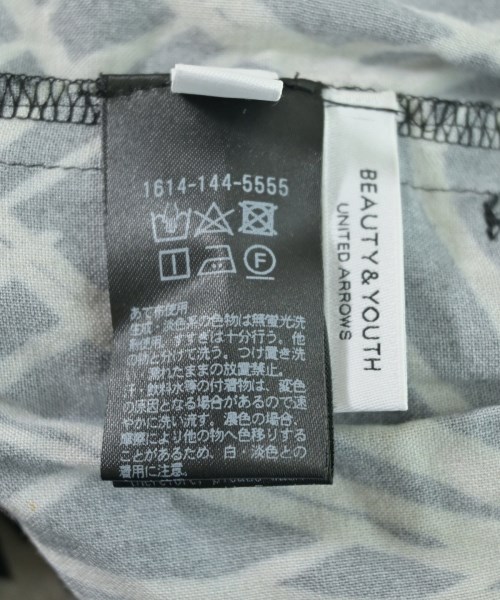 1614-144-5555
F
あて布使用
生成・淡色系の色物は無蛍光洗
剤使用。すすぎは十分行う。他
の物と分けて洗う。つけ置き洗
濡れたままの放置禁止。
汗・飲料水等の付着物は、変色
の原因となる場合があるので速
やかに洗い流す。濃色の場合、
摩擦により他の物へ色移りする
ことがあるため、白・淡色との
着用に注意。
BEAUTY & YOUTH
UNITED ARROWS